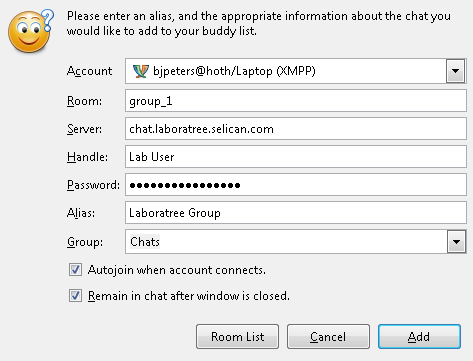 Please enter an alias, and the appropriate information about the chat you
would like to add to your buddy list.
Account bjpeters@hoth/Laptop (XMPP)
Room: group_1
Server: chat.laboratree.selican.com
Handle: Lab User
Password: ●●●●●●●●●●●●●●●●
Alias: Laboratree Group
Group: Chats
Autojoin when account connects.
Remain in chat after window is closed.
Room List Cancel Add